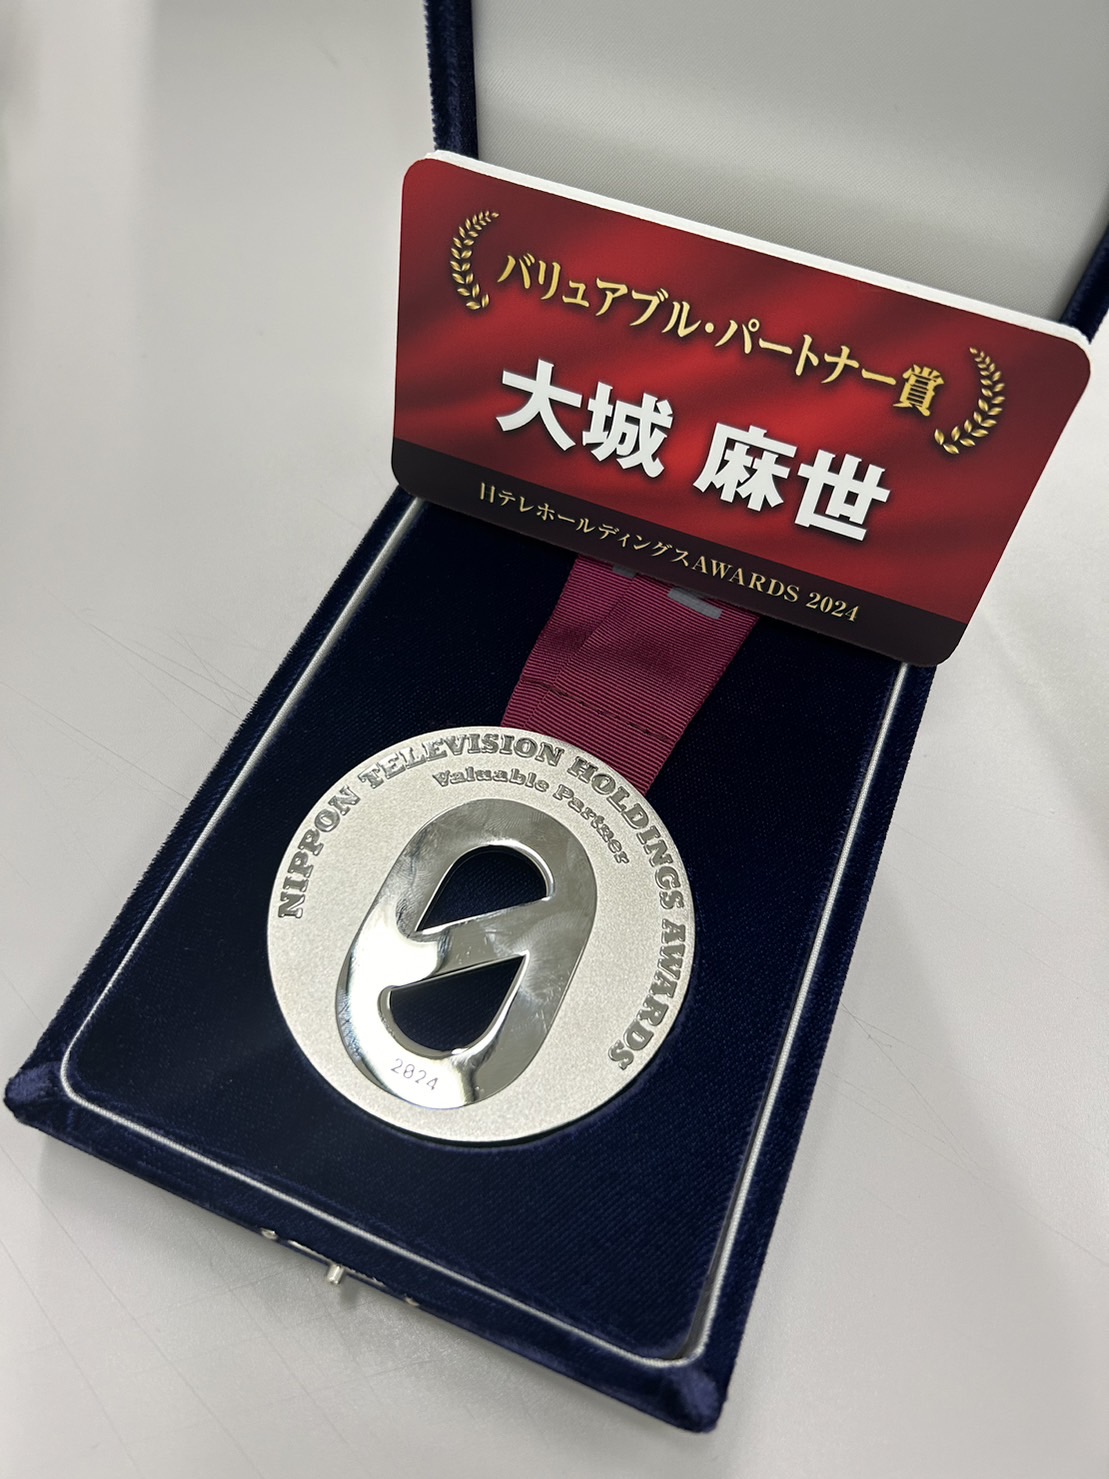 バリュアブル・パートナー賞
大城 麻世
日テレホールディングスAWARDS 2024
NIPPON TELEVISION HOLDINGS AWARDS
Valuable Partner
2024